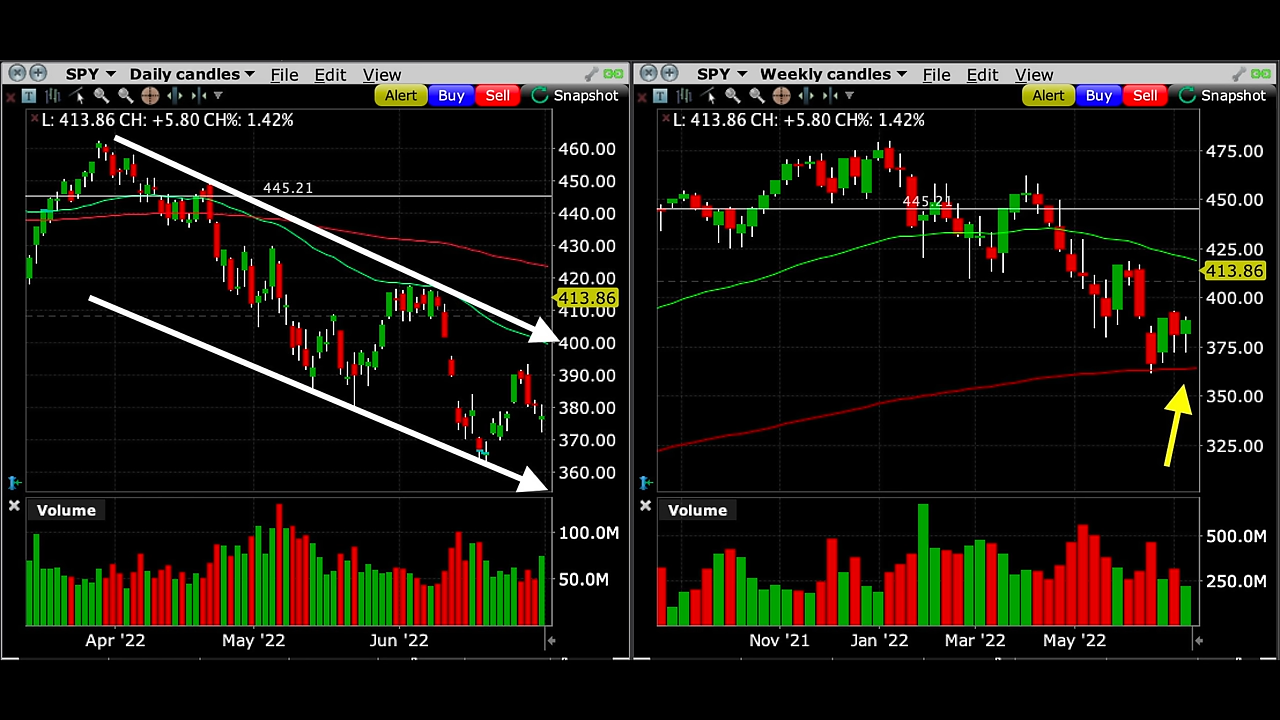 SPY Daily candles File Edit View
T Alert Buy Sell Snapshot
L: 413.86 CH: +5.80 CH%: 1.42%
460.00
450.00
445.21
440.00
430.00
420.00
413.86
410.00
400.00
390.00
380.00
370.00
360.00
Volume
100.0M
50.0M
Apr '22 May '22 Jun '22
SPY Weekly candles File Edit View
T Alert Buy Sell Snapshot
L: 413.86 CH: +5.80 CH%: 1.42%
475.00
445.21
450.00
425.00
413.86
400.00
375.00
350.00
325.00
Volume
500.0M
250.0M
Nov '21 Jan '22 Mar '22 May '22